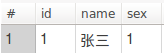 # id name sex
1 1 张三 1